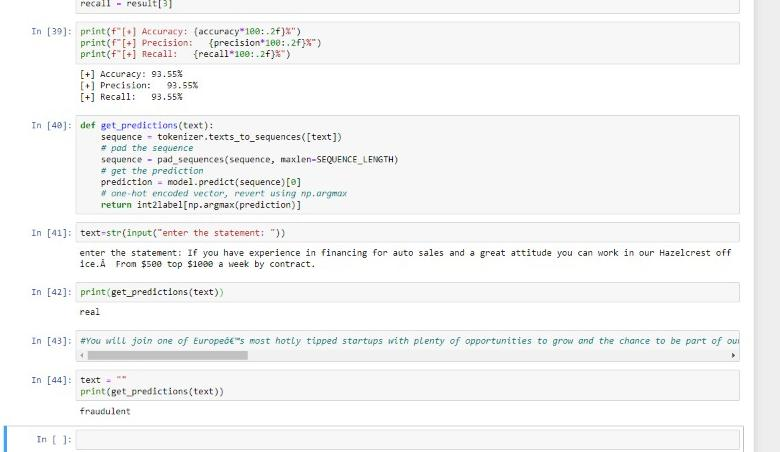 recall = result[3]
In [39]: print(f"[+] Accuracy: {accuracy*100:.2f}%")
print(f"[+] Precision:   {precision*100:.2f}%")
print(f"[+] Recall:   {recall*100:.2f}%")
[+] Accuracy: 93.55%
[+] Precision:   93.55%
[+] Recall:   93.55%
In [40]: def get_predictions(text):
    sequence = tokenizer.texts_to_sequences([text])
    # pad the sequence
    sequence = pad_sequences(sequence, maxlen=SEQUENCE_LENGTH)
    # get the prediction
    prediction = model.predict(sequence)[0]
    # one-hot encoded vector, revert using np.argmax
    return int2label[np.argmax(prediction)]
In [41]: text=str(input("enter the statement: "))
enter the statement: If you have experience in financing for auto sales and a great attitude you can work in our Hazelcrest off
ice.Â  From $500 top $1000 a week by contract.
In [42]: print(get_predictions(text))
real
In [43]: #You will join one of Europeâ€™s most hotly tipped startups with plenty of opportunities to grow and the chance to be part of our
In [44]: text = ""
print(get_predictions(text))
fraudulent
In [ ]: